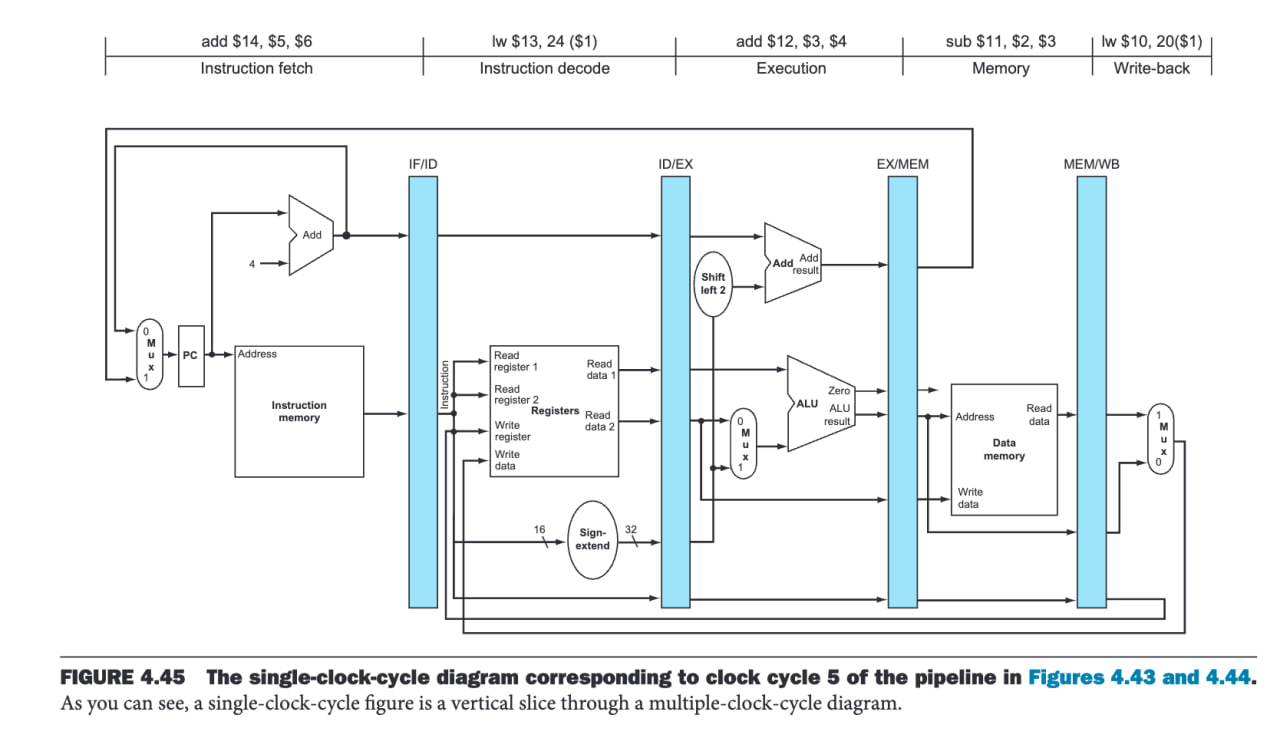 add $14, $5, $6
lw $13, 24 ($1)
add $12, $3, $4
sub $11, $2, $3
lw $10, 20($1)
Instruction fetch
Instruction decode
Execution
Memory
Write-back
IF/ID
ID/EX
EX/MEM
MEM/WB
Add
4
Shift
left 2
Add
Add
result
0
M
u
x
1
PC
Address
Instruction
memory
Instruction
Read
register 1
Read
register 2
Registers
Write
register
Write
data
Read
data 1
Read
data 2
16
Sign-
extend
32
0
M
u
x
1
ALU
Zero
ALU
result
Address
Read
data
Data
memory
Write
data
1
M
u
x
0
FIGURE 4.45 The single-clock-cycle diagram corresponding to clock cycle 5 of the pipeline in Figures 4.43 and 4.44.
As you can see, a single-clock-cycle figure is a vertical slice through a multiple-clock-cycle diagram.